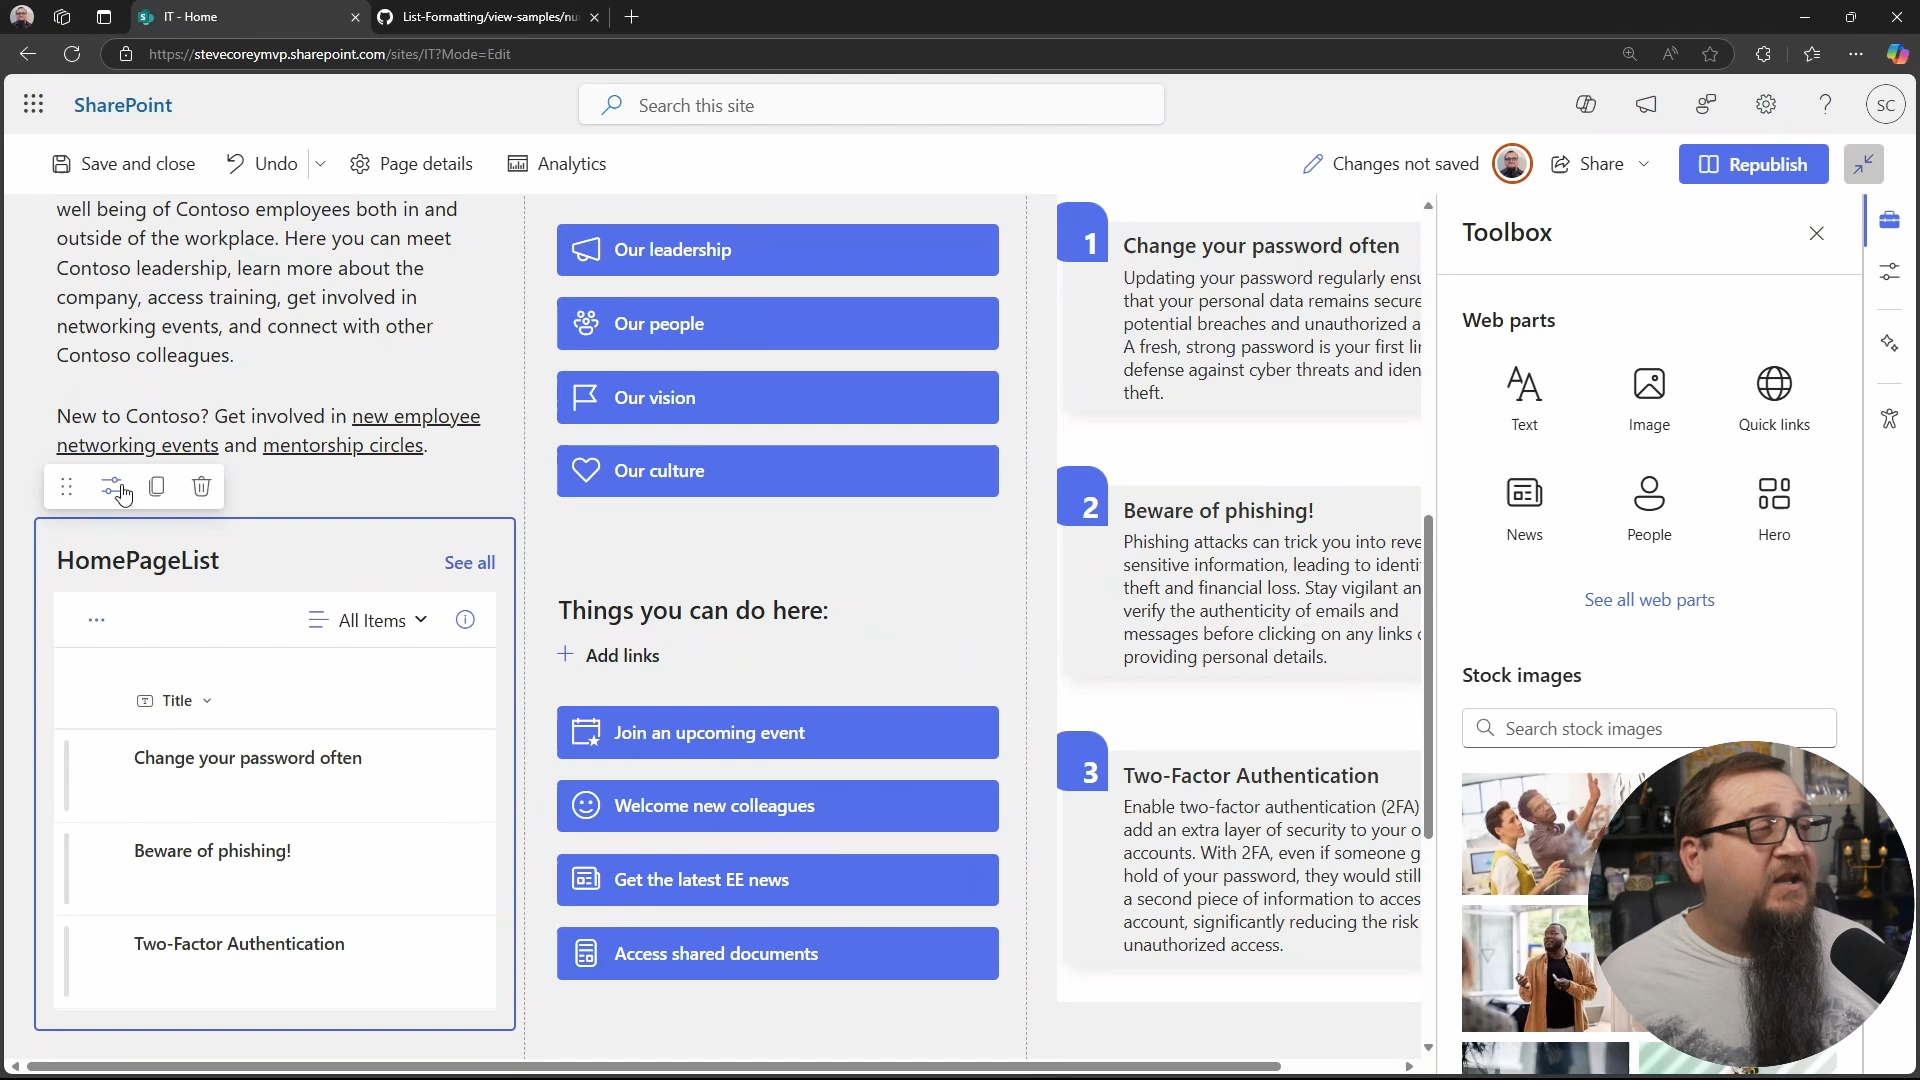 IT - Home
List-Formatting/view-samples/nu
https://stevecoreymvp.sharepoint.com/sites/IT?Mode=Edit
SharePoint
Search this site
SC
Save and close
Undo
Page details
Analytics
Changes not saved
Share
Republish
well being of Contoso employees both in and
outside of the workplace. Here you can meet
Contoso leadership, learn more about the
company, access training, get involved in
networking events, and connect with other
Contoso colleagues.
New to Contoso? Get involved in new employee
networking events and mentorship circles.
HomePageList
See all
All Items
Title
Change your password often
Beware of phishing!
Two-Factor Authentication
Our leadership
Our people
Our vision
Our culture
Things you can do here:
Add links
Join an upcoming event
Welcome new colleagues
Get the latest EE news
Access shared documents
1
Change your password often
Updating your password regularly ensu
that your personal data remains secure
potential breaches and unauthorized a
A fresh, strong password is your first lin
defense against cyber threats and iden
theft.
2
Beware of phishing!
Phishing attacks can trick you into reve
sensitive information, leading to identi
theft and financial loss. Stay vigilant an
verify the authenticity of emails and
messages before clicking on any links o
providing personal details.
3
Two-Factor Authentication
Enable two-factor authentication (2FA)
add an extra layer of security to your o
accounts. With 2FA, even if someone g
hold of your password, they would still
a second piece of information to acces
account, significantly reducing the risk
unauthorized access.
Toolbox
Web parts
Text
Image
Quick links
News
People
Hero
See all web parts
Stock images
Search stock images